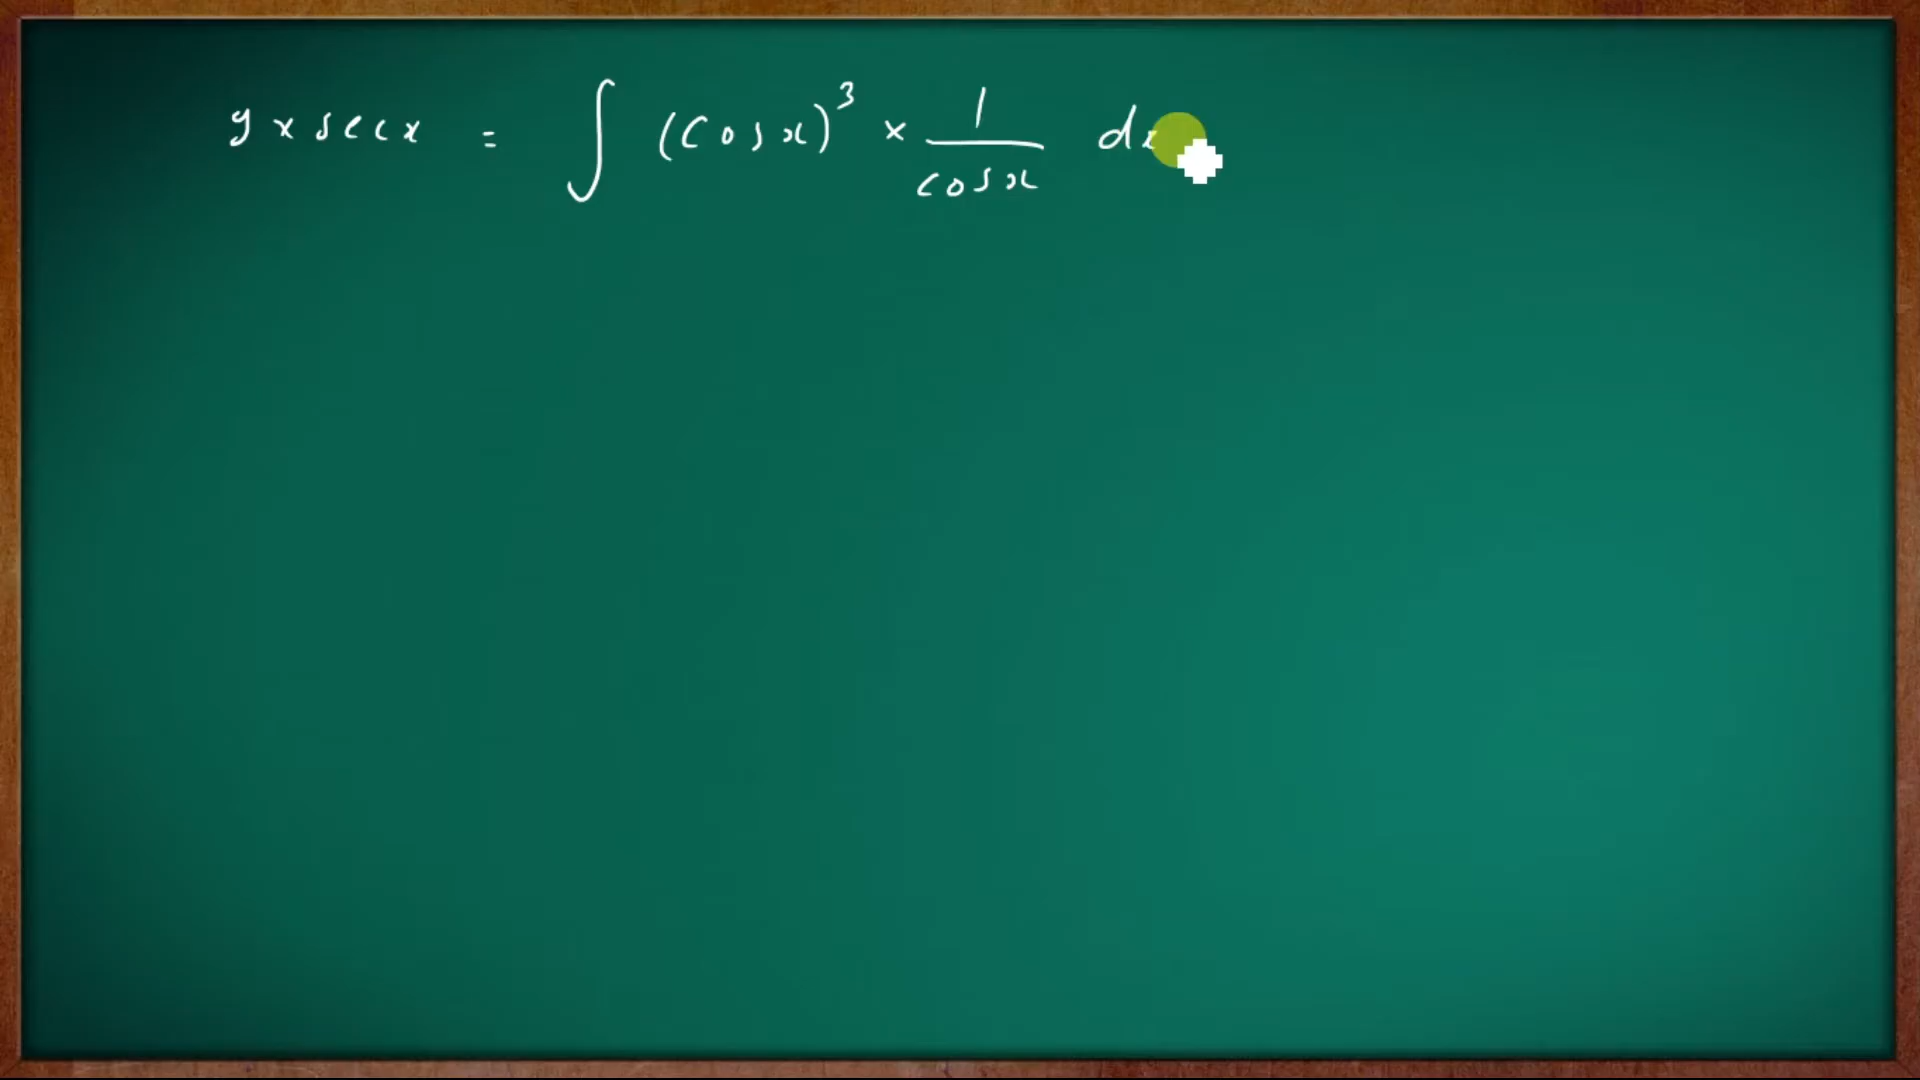 y × secx = ∫ (Cosx)³ × 1/cosx dx